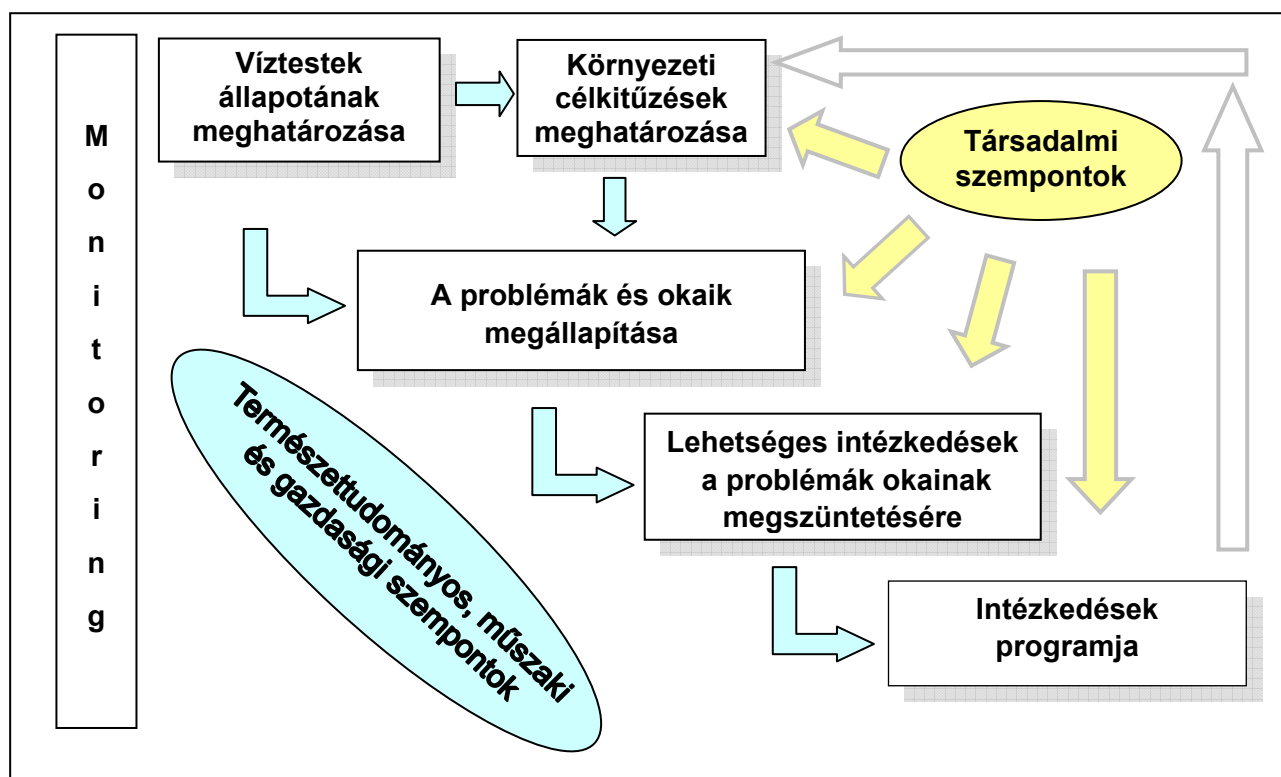 Monitoring
Víztestek
állapotának
meghatározása
Környezeti
célkitűzések
meghatározása
Társadalmi
szempontok
A problémák és okaik
megállapítása
Természettudományos, műszaki
és gazdasági szempontok
Lehetséges intézkedések
a problémák okainak
megszüntetésére
Intézkedések
programja